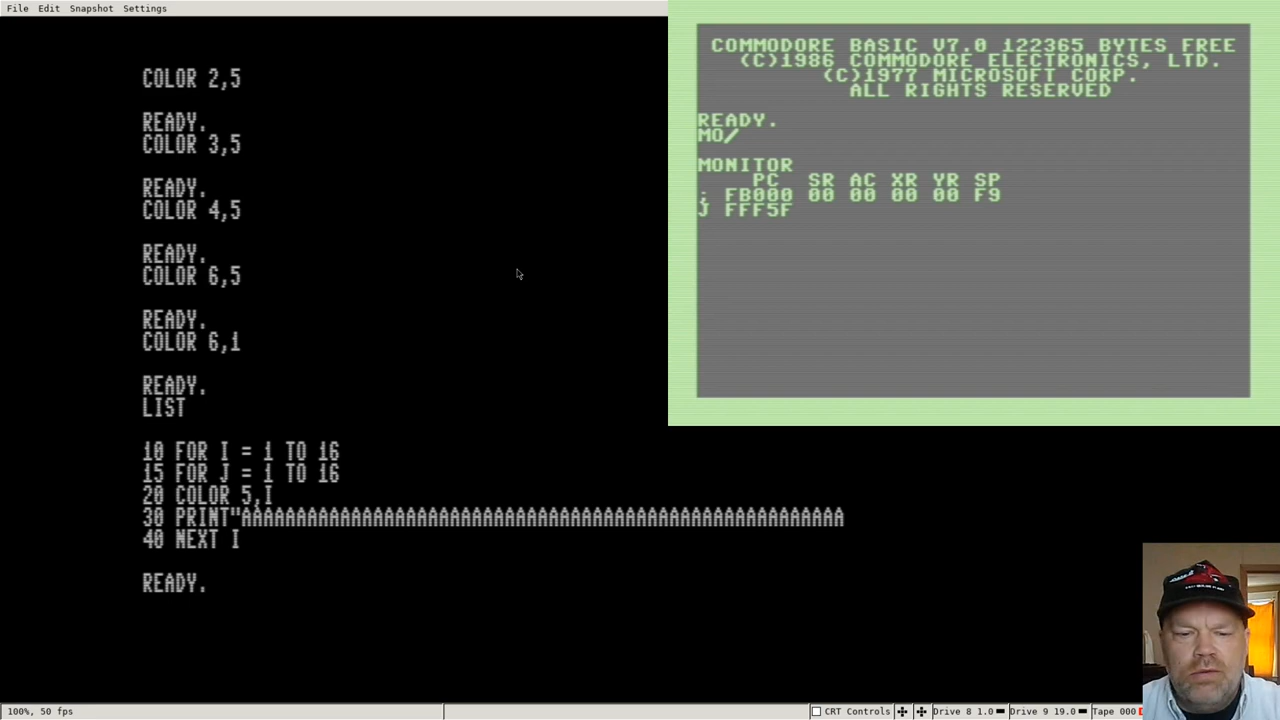 File Edit Snapshot Settings
COLOR 2,5
READY.
COLOR 3,5
READY.
COLOR 4,5
READY.
COLOR 6,5
READY.
COLOR 6,1
READY.
LIST
10 FOR I = 1 TO 16
15 FOR J = 1 TO 16
20 COLOR 5,I
30 PRINT"AAAAAAAAAAAAAAAAAAAAAAAAAAAAAAAAAAAAAAAAAAAAAAAAAAAAAAA
40 NEXT I
READY.
COMMODORE BASIC V7.0 122365 BYTES FREE
(C)1986 COMMODORE ELECTRONICS, LTD.
(C)1977 MICROSOFT CORP.
ALL RIGHTS RESERVED
READY.
MO/
MONITOR
PC SR AC XR YR SP
; FB000 00 00 00 00 F9
J FFF5F
100%, 50 fps
CRT Controls
Drive 8 1.0
Drive 9 19.0
Tape 000